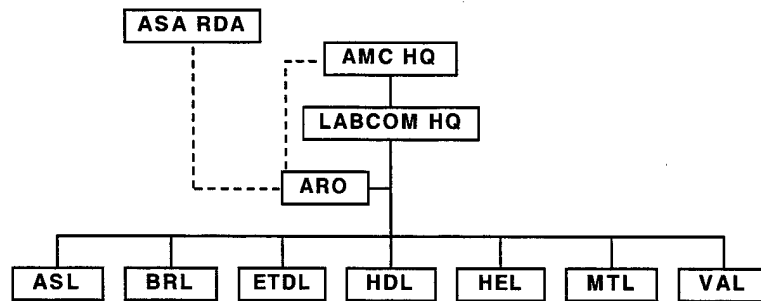 ASA RDA
AMC HQ
LABCOM HQ
ARO
ASL BRL ETDL HDL HEL MTL VAL